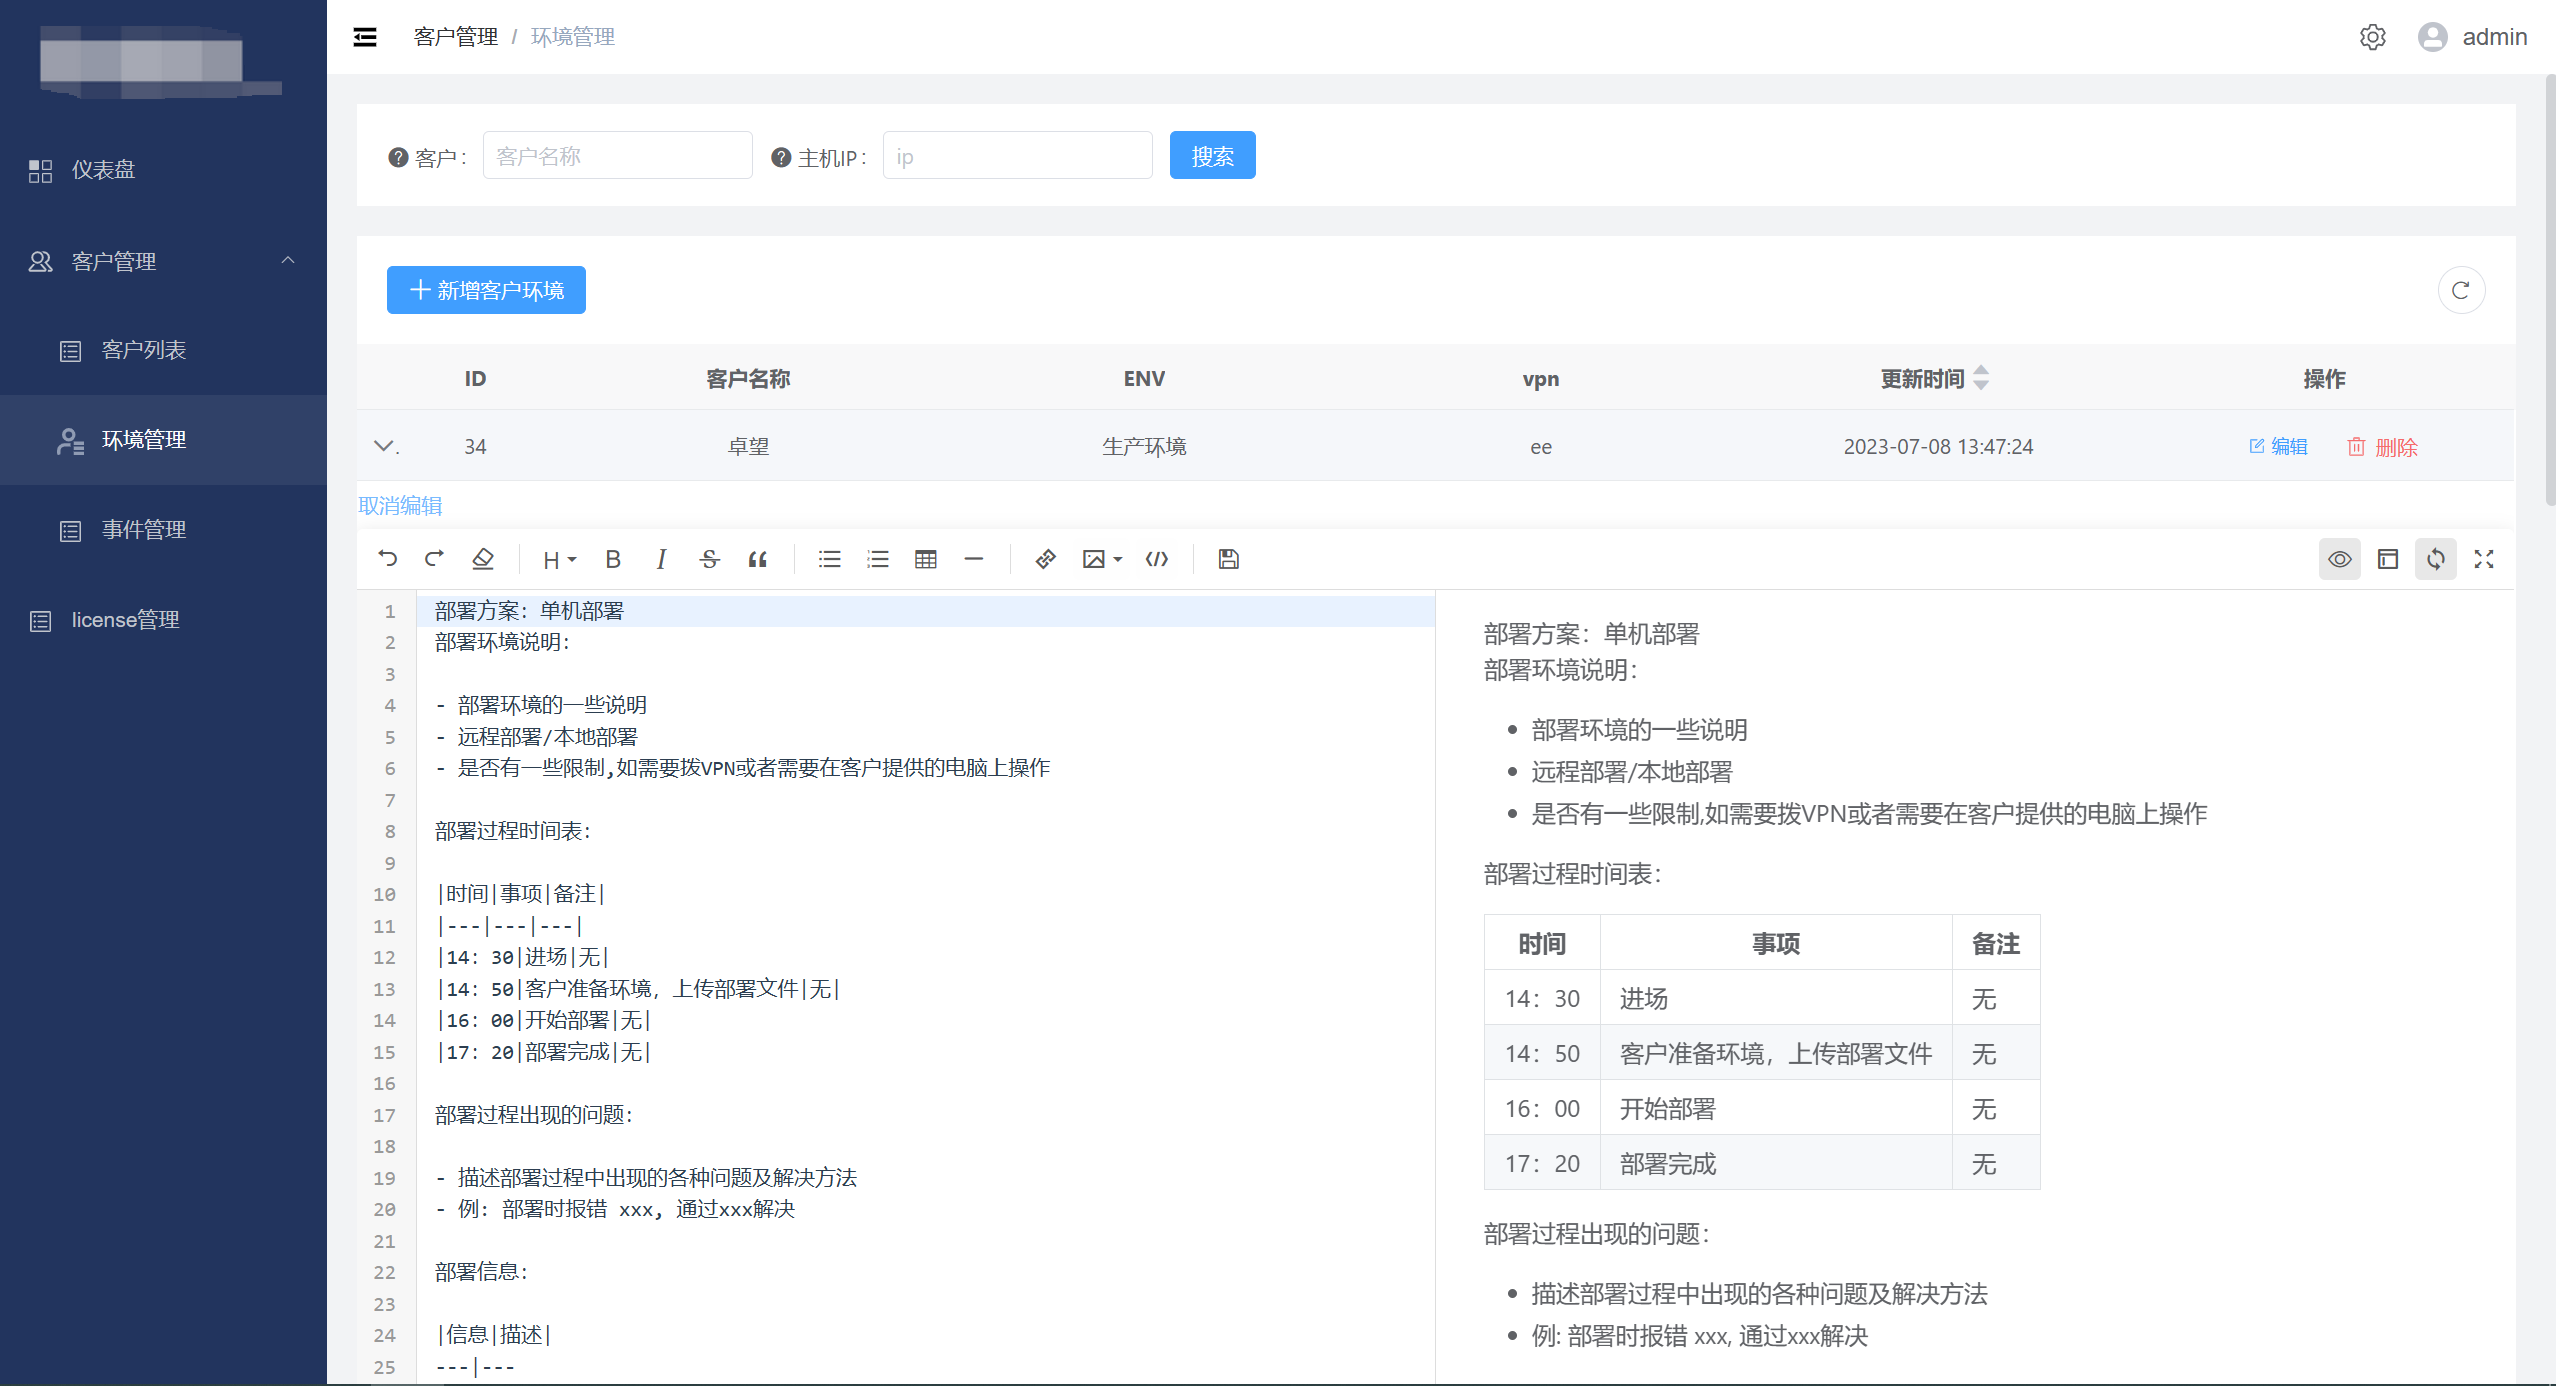 客户管理 / 环境管理
admin
仪表盘
客户管理
客户列表
环境管理
事件管理
license管理
客户: 客户名称 主机IP: ip 搜索
新增客户环境
ID 客户名称 ENV vpn 更新时间 操作
34 卓望 生产环境 ee 2023-07-08 13:47:24 编辑 删除
取消编辑
H B I S
1 部署方案：单机部署
2 部署环境说明：
3
4 - 部署环境的一些说明
5 - 远程部署/本地部署
6 - 是否有一些限制,如需要拨VPN或者需要在客户提供的电脑上操作
7
8 部署过程时间表：
9
10 |时间|事项|备注|
11 |---|---|---|
12 |14：30|进场|无|
13 |14：50|客户准备环境，上传部署文件|无|
14 |16：00|开始部署|无|
15 |17：20|部署完成|无|
16
17 部署过程出现的问题：
18
19 - 描述部署过程中出现的各种问题及解决方法
20 - 例: 部署时报错 xxx, 通过xxx解决
21
22 部署信息：
23
24 |信息|描述|
25 ---|---
部署方案：单机部署
部署环境说明：
• 部署环境的一些说明
• 远程部署/本地部署
• 是否有一些限制,如需要拨VPN或者需要在客户提供的电脑上操作
部署过程时间表：
时间 事项 备注
14：30 进场 无
14：50 客户准备环境，上传部署文件 无
16：00 开始部署 无
17：20 部署完成 无
部署过程出现的问题：
• 描述部署过程中出现的各种问题及解决方法
• 例: 部署时报错 xxx, 通过xxx解决